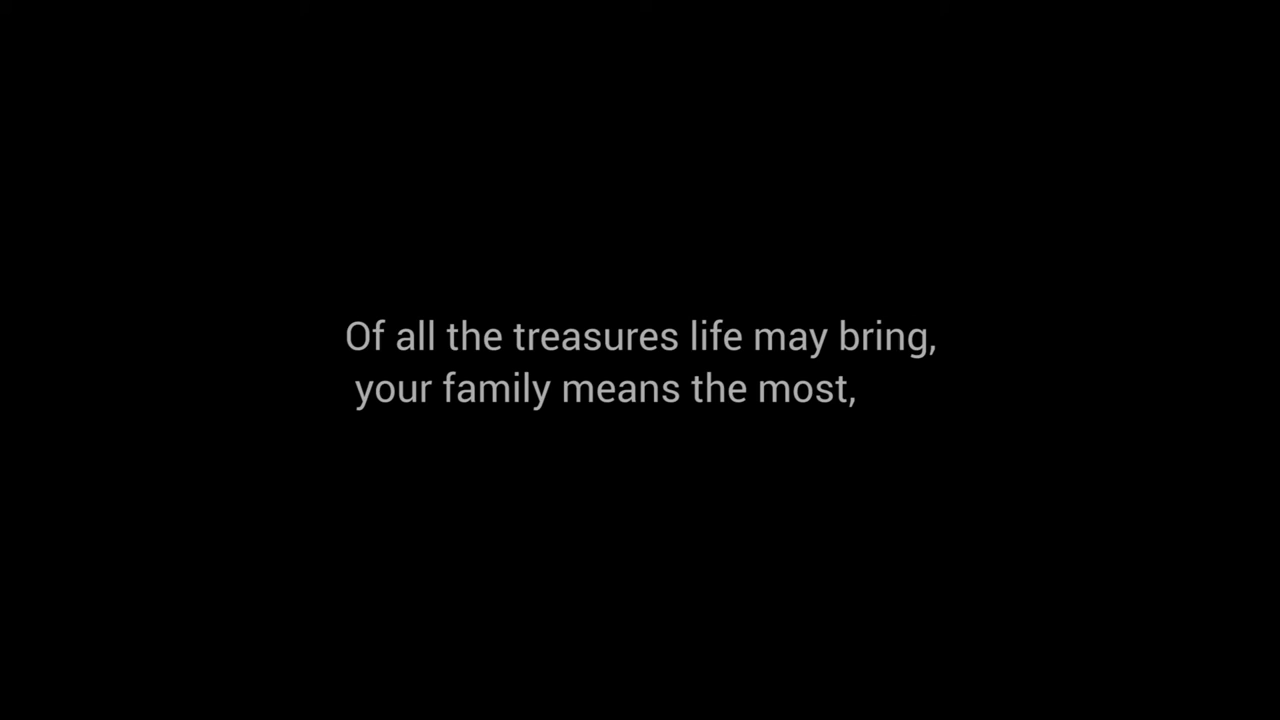 Of all the treasures life may bring,
your family means the most,